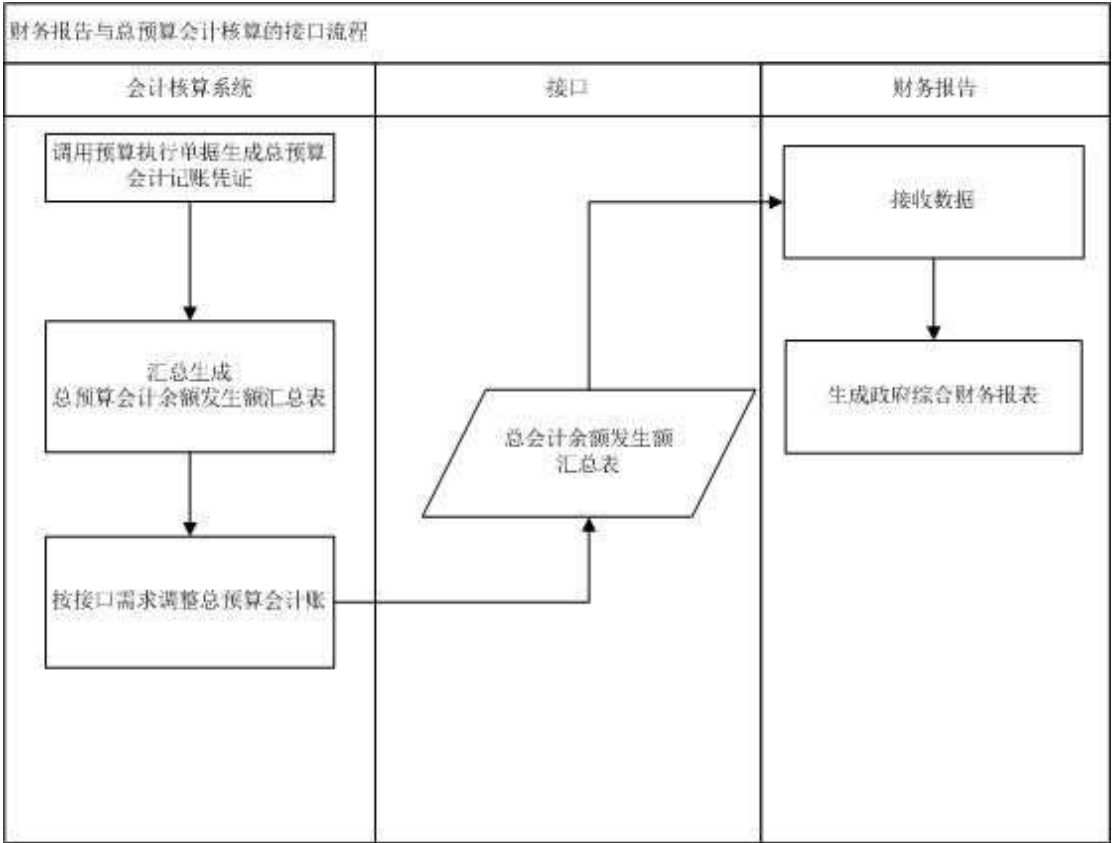 财务报告与总预算会计核算的接口流程
会计核算系统
接口
财务报告
调用预算执行单据生成总预算
会计记账凭证
汇总生成
总预算会计余额发生额汇总表
按接口需求调整总预算会计账
总会计余额发生额
汇总表
接收数据
生成政府综合财务报表